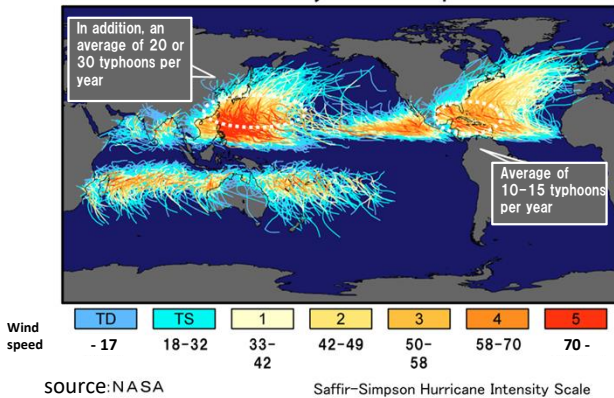 In addition, an
average of 20 or
30 typhoons per
year
Average of
10-15 typhoons
per year
TD TS 1 2 3 4 5
Wind
speed
- 17 18-32 33-
42 42-49 50-
58 58-70 70 -
source:NASA
Saffir-Simpson Hurricane Intensity Scale